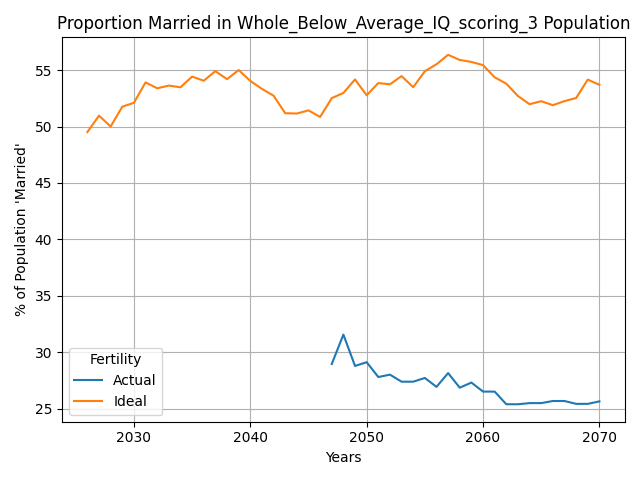 Proportion Married in Whole_Below_Average_IQ_scoring_3 Population
% of Population 'Married'
55
50
45
40
35
30
25
Fertility
Actual
Ideal
2030
2040
2050
2060
2070
Years